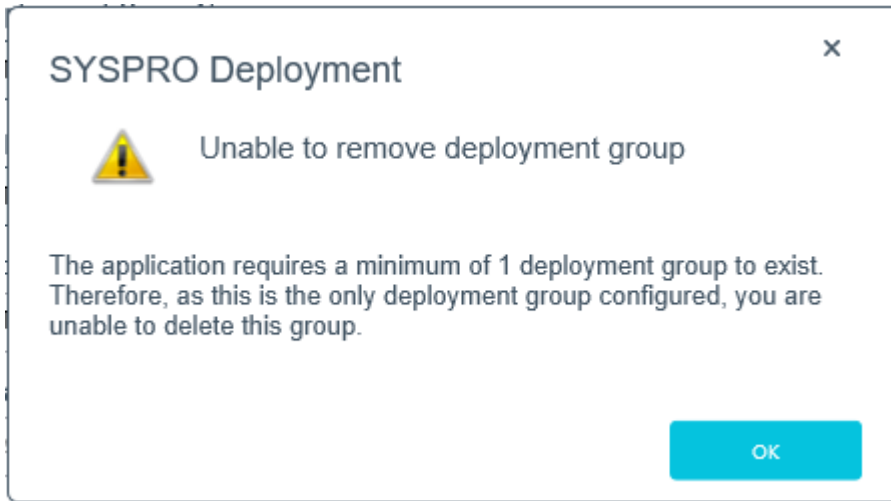 SYSPRO Deployment
Unable to remove deployment group
The application requires a minimum of 1 deployment group to exist.
Therefore, as this is the only deployment group configured, you are
unable to delete this group.
OK